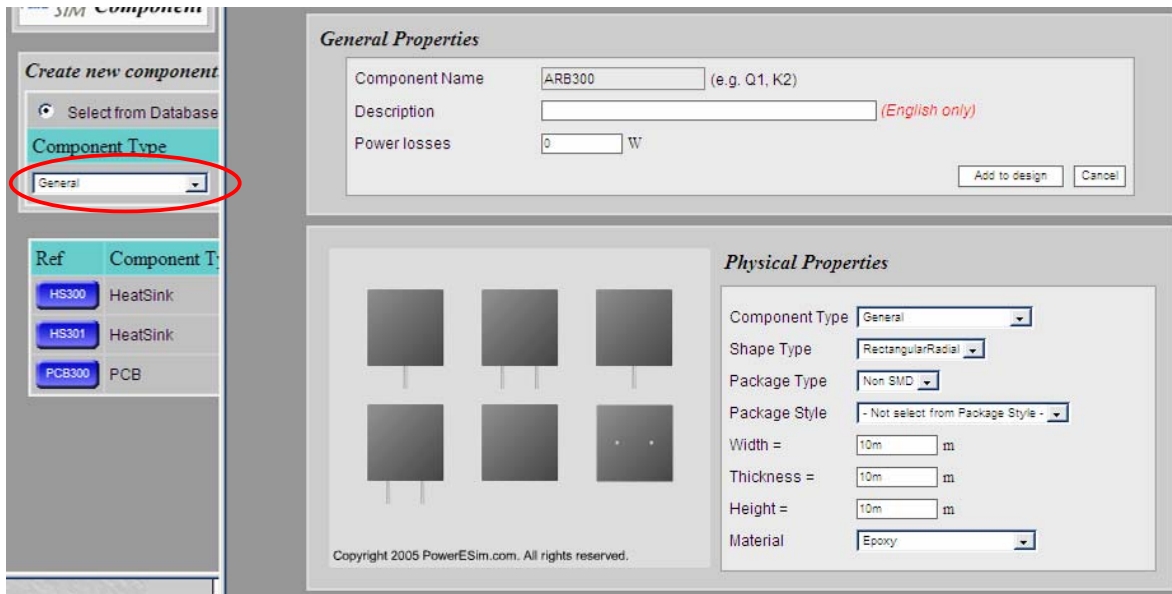 SIM Component
Create new component
Select from Database
Component Type
General
Ref Component T
HS300 HeatSink
HS301 HeatSink
PCB300 PCB
General Properties
Component Name ARB300 (e.g. Q1, K2)
Description (English only)
Power losses 0 W
Add to design Cancel
Copyright 2005 PowerESim.com. All rights reserved.
Physical Properties
Component Type General
Shape Type RectangularRadial
Package Type Non SMD
Package Style - Not select from Package Style -
Width = 10m m
Thickness = 10m m
Height = 10m m
Material Epoxy